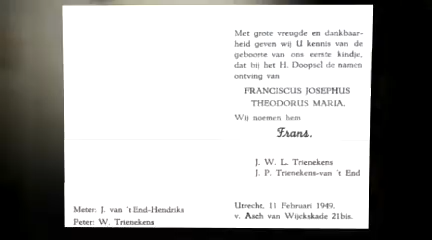 Met grote vreugde en dankbaar-
heid geven wij U kennis van de
geboorte van ons eerste kindje,
dat bij het H. Doopsel de namen
ontving van
FRANCISCUS JOSEPHUS
THEODORUS MARIA.
Wij noemen hem
Frans.
J. W. L. Trienekens
J. P. Trienekens-van 't End
Meter: J. van 't End-Hendriks
Peter: W. Trienekens
Utrecht, 11 Februari 1949.
v. Asch van Wijckskade 21bis.